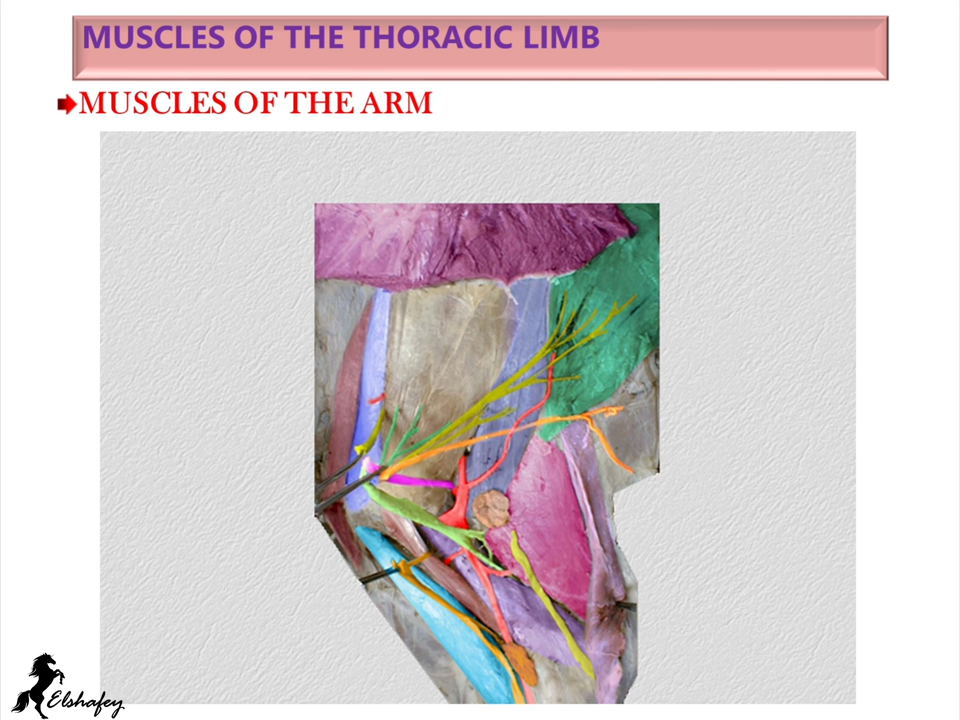 MUSCLES OF THE THORACIC LIMB
MUSCLES OF THE ARM
Elshafey